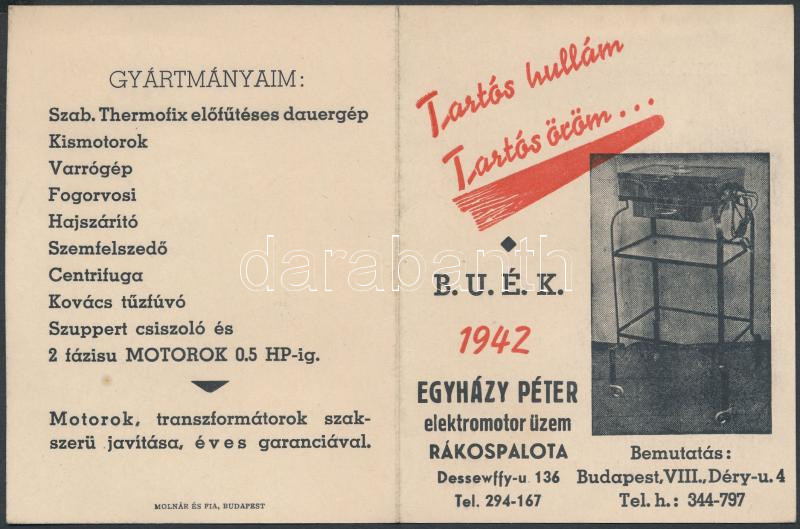 GYÁRTMÁNYAIM:
Szab. Thermofix előfűtéses dauergép
Kismotorok
Varrógép
Fogorvosi
Hajszárító
Szemfelszedő
Centrifuga
Kovács tűzfúvó
Szuppert csiszoló és
2 fázisu MOTOROK 0.5 HP-ig.
Motorok, transzformátorok szak-
szerü javítása, éves garanciával.
MOLNÁR ÉS FIA, BUDAPEST
Tartós hullám
Tartós öröm...
B. U. É. K.
1942
EGYHÁZY PÉTER
elektromotor üzem
RÁKOSPALOTA
Dessewffy-u. 136
Tel. 294-167
Bemutatás:
Budapest, VIII., Déry-u. 4
Tel. h.: 344-797
darabanth